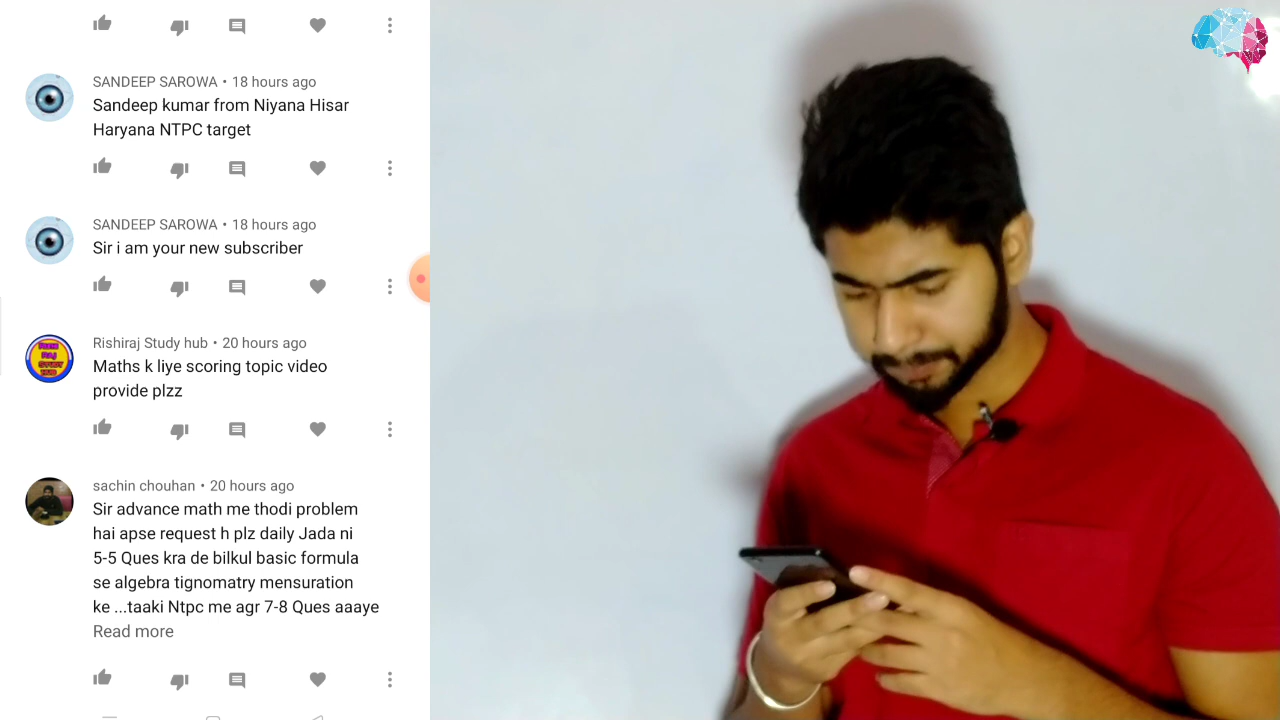 SANDEEP SAROWA • 18 hours ago
Sandeep kumar from Niyana Hisar
Haryana NTPC target
SANDEEP SAROWA • 18 hours ago
Sir i am your new subscriber
Rishiraj Study hub • 20 hours ago
Maths k liye scoring topic video
provide plzz
sachin chouhan • 20 hours ago
Sir advance math me thodi problem
hai apse request h plz daily Jada ni
5-5 Ques kra de bilkul basic formula
se algebra tignomatry mensuration
ke ...taaki Ntpc me agr 7-8 Ques aaaye
Read more